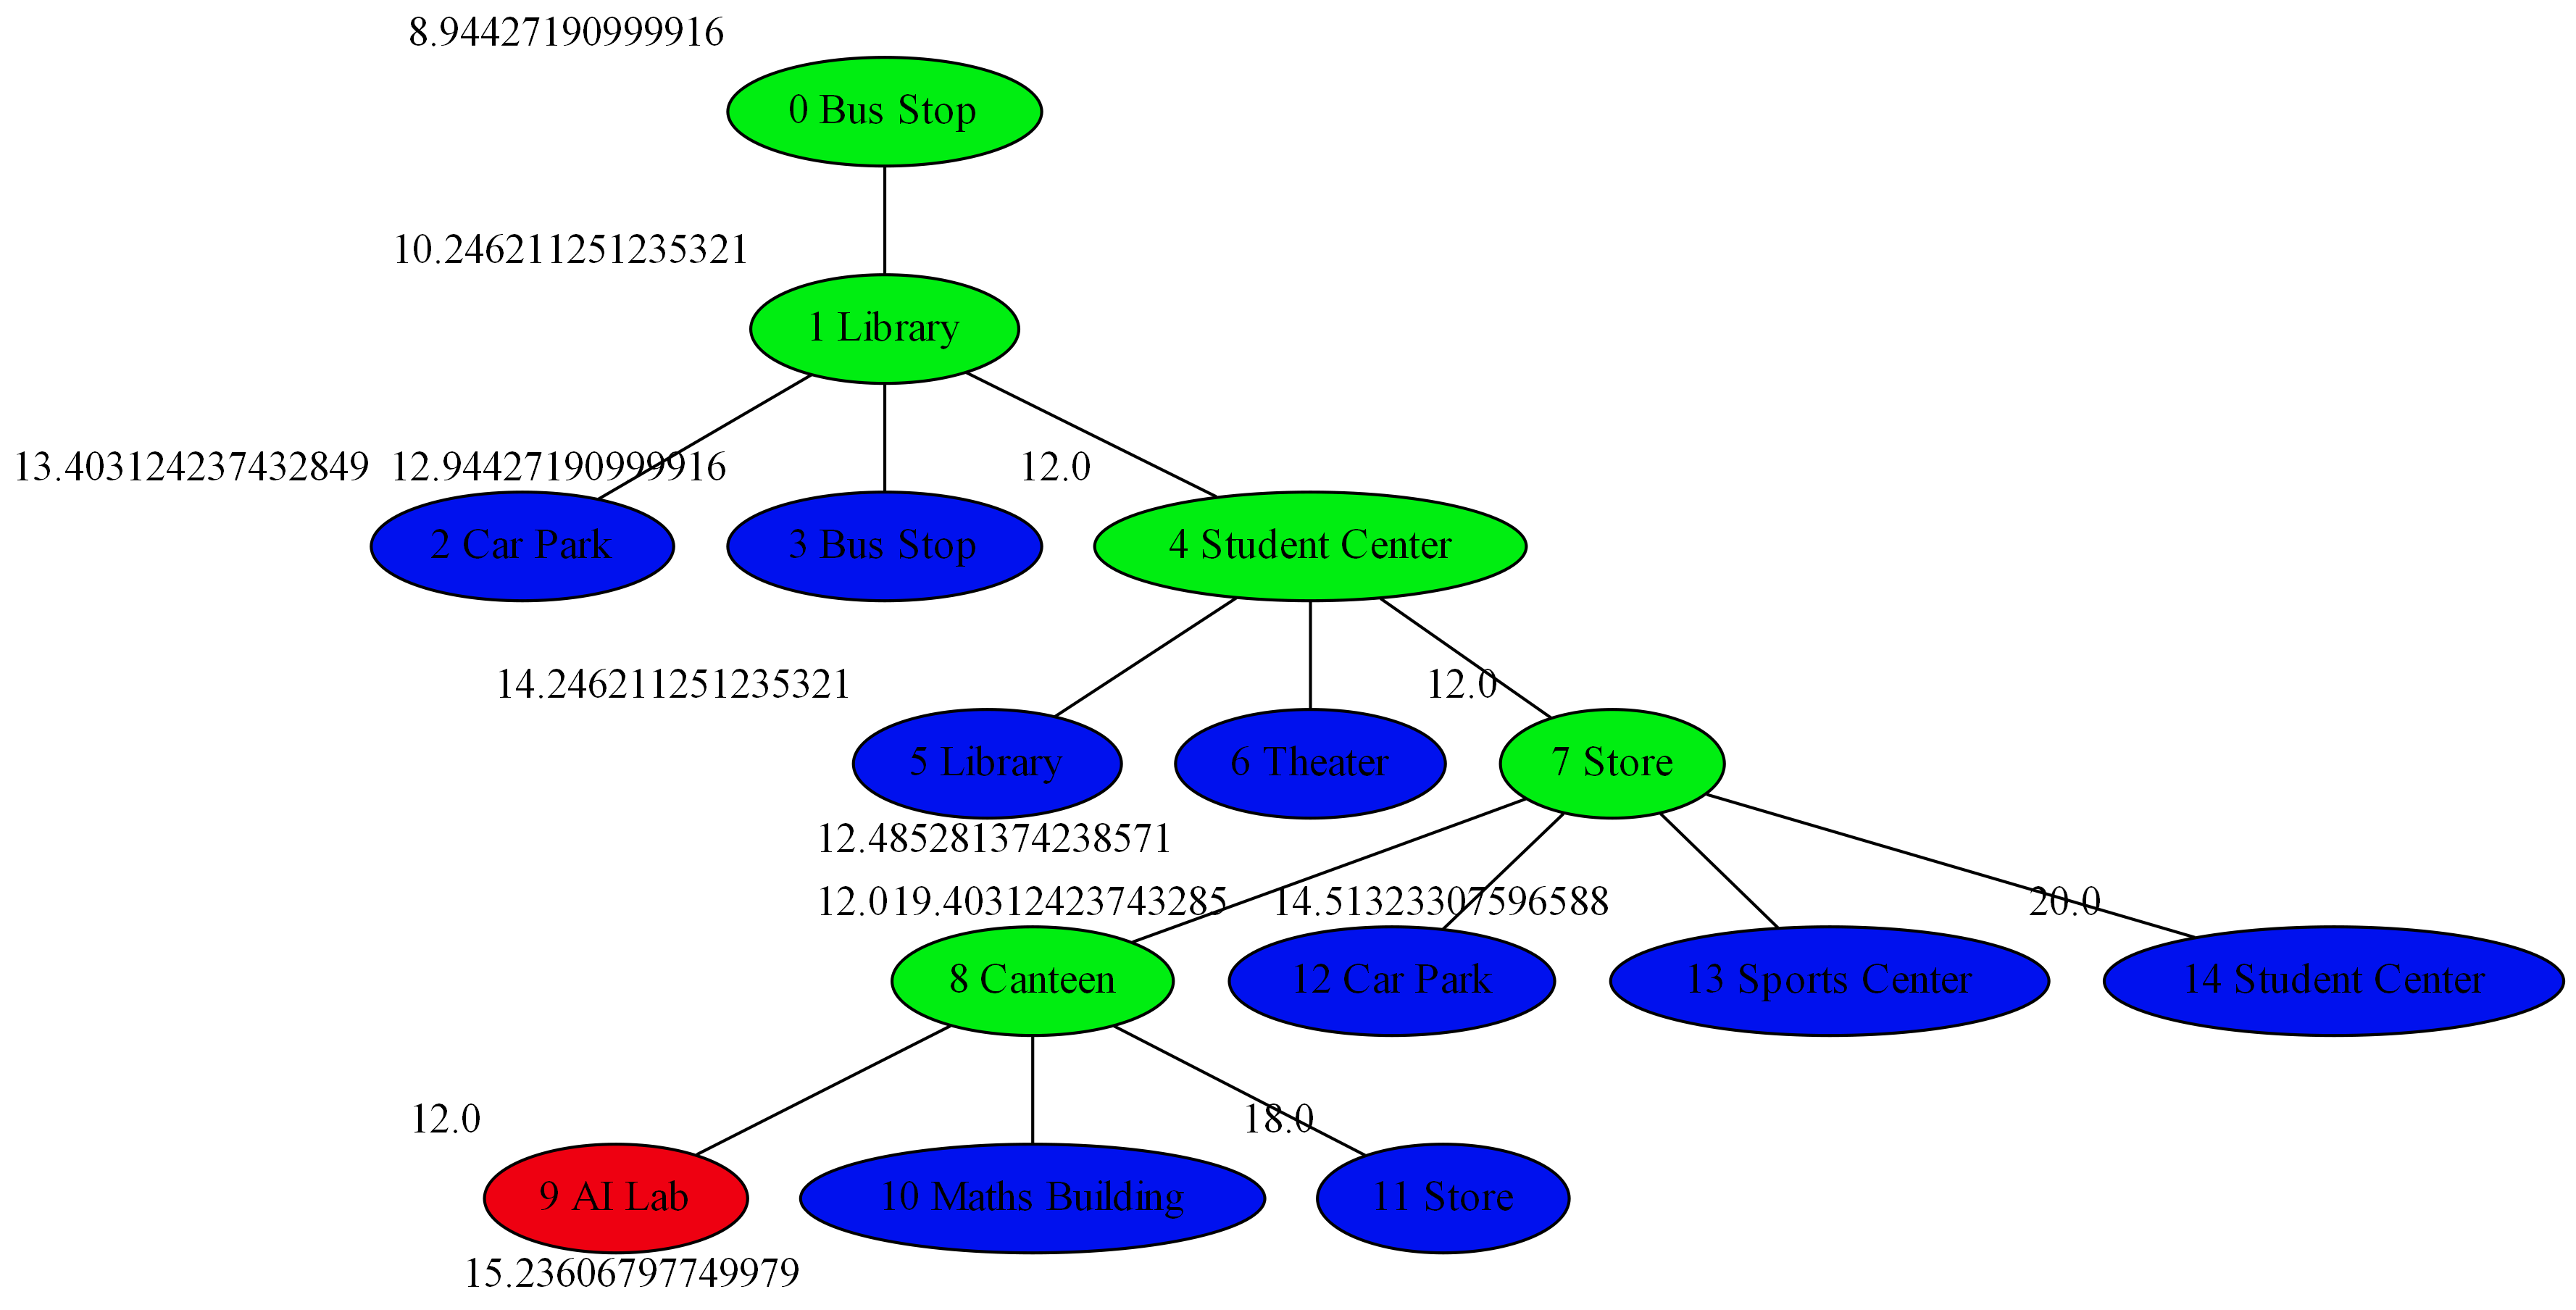 8.94427190999916
0 Bus Stop
10.246211251235321
1 Library
13.403124237432849
12.94427190999916
12.0
2 Car Park
3 Bus Stop
4 Student Center
14.246211251235321
12.0
5 Library
6 Theater
7 Store
12.485281374238571
12.0
19.40312423743285
14.51323307596588
20.0
8 Canteen
12 Car Park
13 Sports Center
14 Student Center
12.0
18.0
9 AI Lab
10 Maths Building
11 Store
15.23606797749979